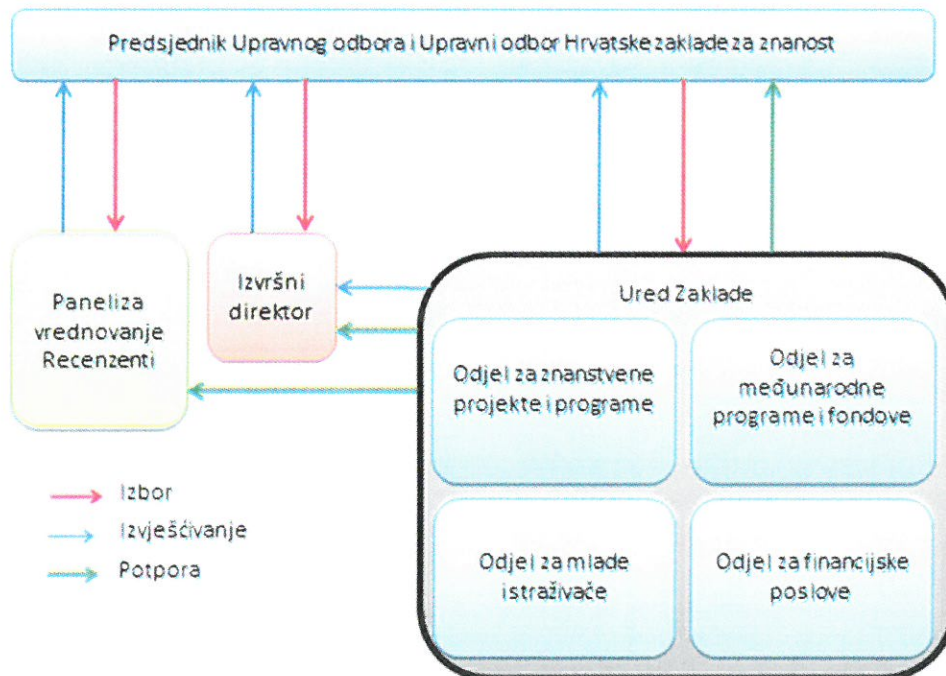 Predsjednik Upravnog odbora i Upravni odbor Hrvatske zaklade za znanost
Paneli za
vrednovanje
Recenzenti
Izvršni
direktor
Ured Zaklade
Odjel za znanstvene
projekte i programe
Odjel za
međunarodne
programe i fondove
Odjel za mlade
istraživače
Odjel za financijske
poslove
Izbor
Izvješćivanje
Potpora